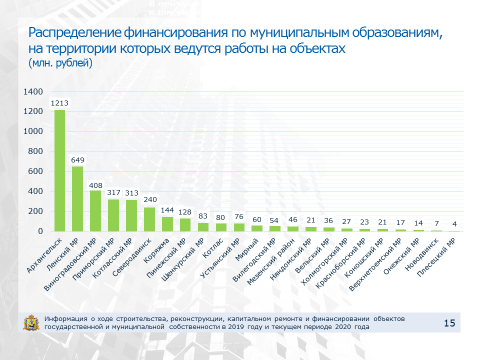 Распределение финансирования по муниципальным образованиям,
на территории которых ведутся работы на объектах
(млн. рублей)
1400
1200
1000
800
600
400
200
0
1213
649
408
317
313
240
144
128
83
80
76
60
54
46
21
36
27
23
21
17
14
7
4
Архангельск
Ленский МР
Виноградовский МР
Приморский МР
Котласский МР
Северодвинск
Коряжма
Пинежский МР
Шенкурский МР
Котлас
Устьянский МР
Мирный
Вилегодский МР
Мезенский район
Няндомский МР
Вельский МР
Холмогорский МР
Красноборский МР
Коношский МР
Верхнетоемский МР
Онежский МР
Новодвинск
Плесецкий МР
Информация о ходе строительства, реконструкции, капитальном ремонте и финансировании объектов
государственной и муниципальной собственности в 2019 году и текущем периоде 2020 года
15